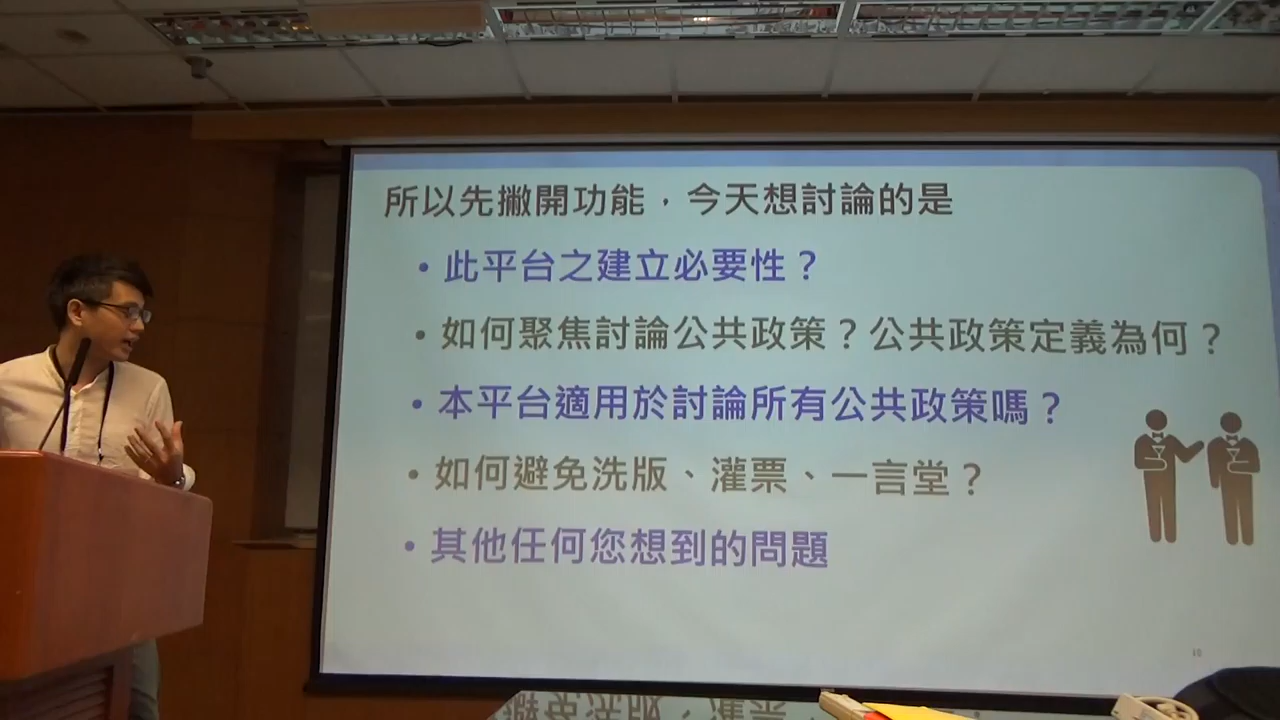 所以先撇開功能，今天想討論的是
• 此平台之建立必要性？
• 如何聚焦討論公共政策？公共政策定義為何？
• 本平台適用於討論所有公共政策嗎？
• 如何避免洗版、灌票、一言堂？
• 其他任何您想到的問題